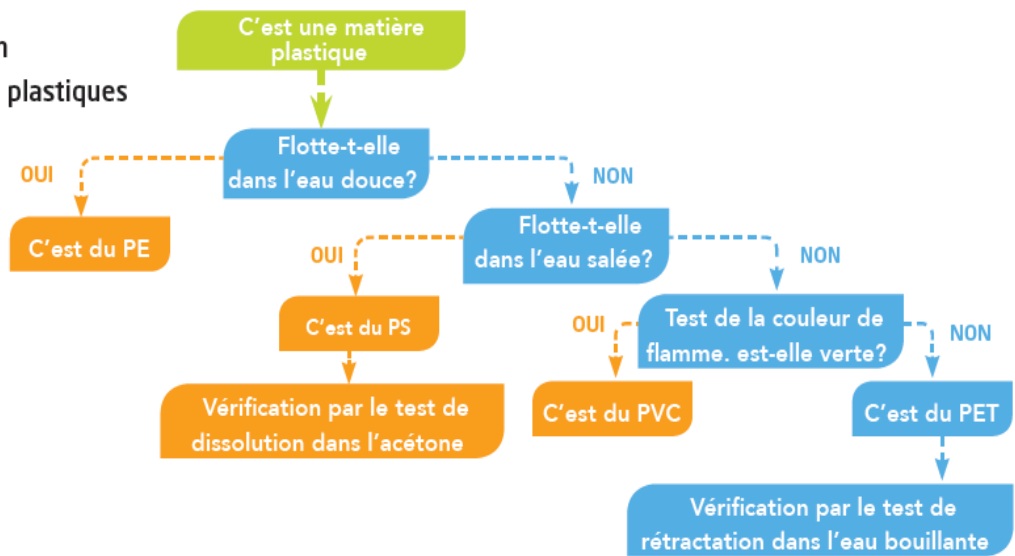 C'est une matière
plastique
plastiques
Flotte-t-elle
dans l'eau douce?
OUI
NON
C'est du PE
Flotte-t-elle
dans l'eau salée?
OUI
NON
C'est du PS
Test de la couleur de
flamme. est-elle verte?
OUI
NON
Vérification par le test de
dissolution dans l'acétone
C'est du PVC
C'est du PET
Vérification par le test de
rétractation dans l'eau bouillante